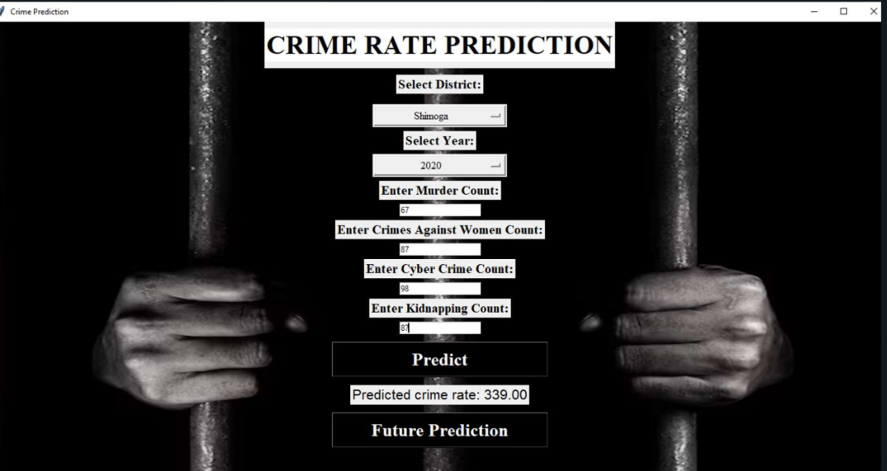 Crime Prediction
CRIME RATE PREDICTION
Select District:
Shimoga
Select Year:
2020
Enter Murder Count:
67
Enter Crimes Against Women Count:
87
Enter Cyber Crime Count:
98
Enter Kidnapping Count:
87
Predict
Predicted crime rate: 339.00
Future Prediction